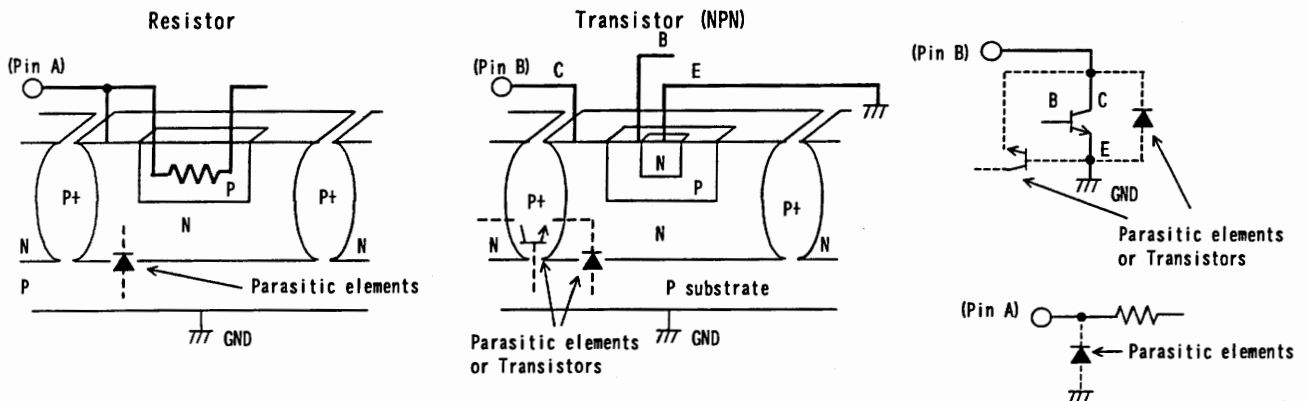 Resistor
(Pin A)
P+
P
P+
N
N
N
P
Parasitic elements
GND
Transistor (NPN)
B
(Pin B)
C
E
N
P
P+
P+
N
N
N
P substrate
GND
Parasitic elements
or Transistors
(Pin B)
B
C
E
GND
Parasitic elements
or Transistors
(Pin A)
Parasitic elements